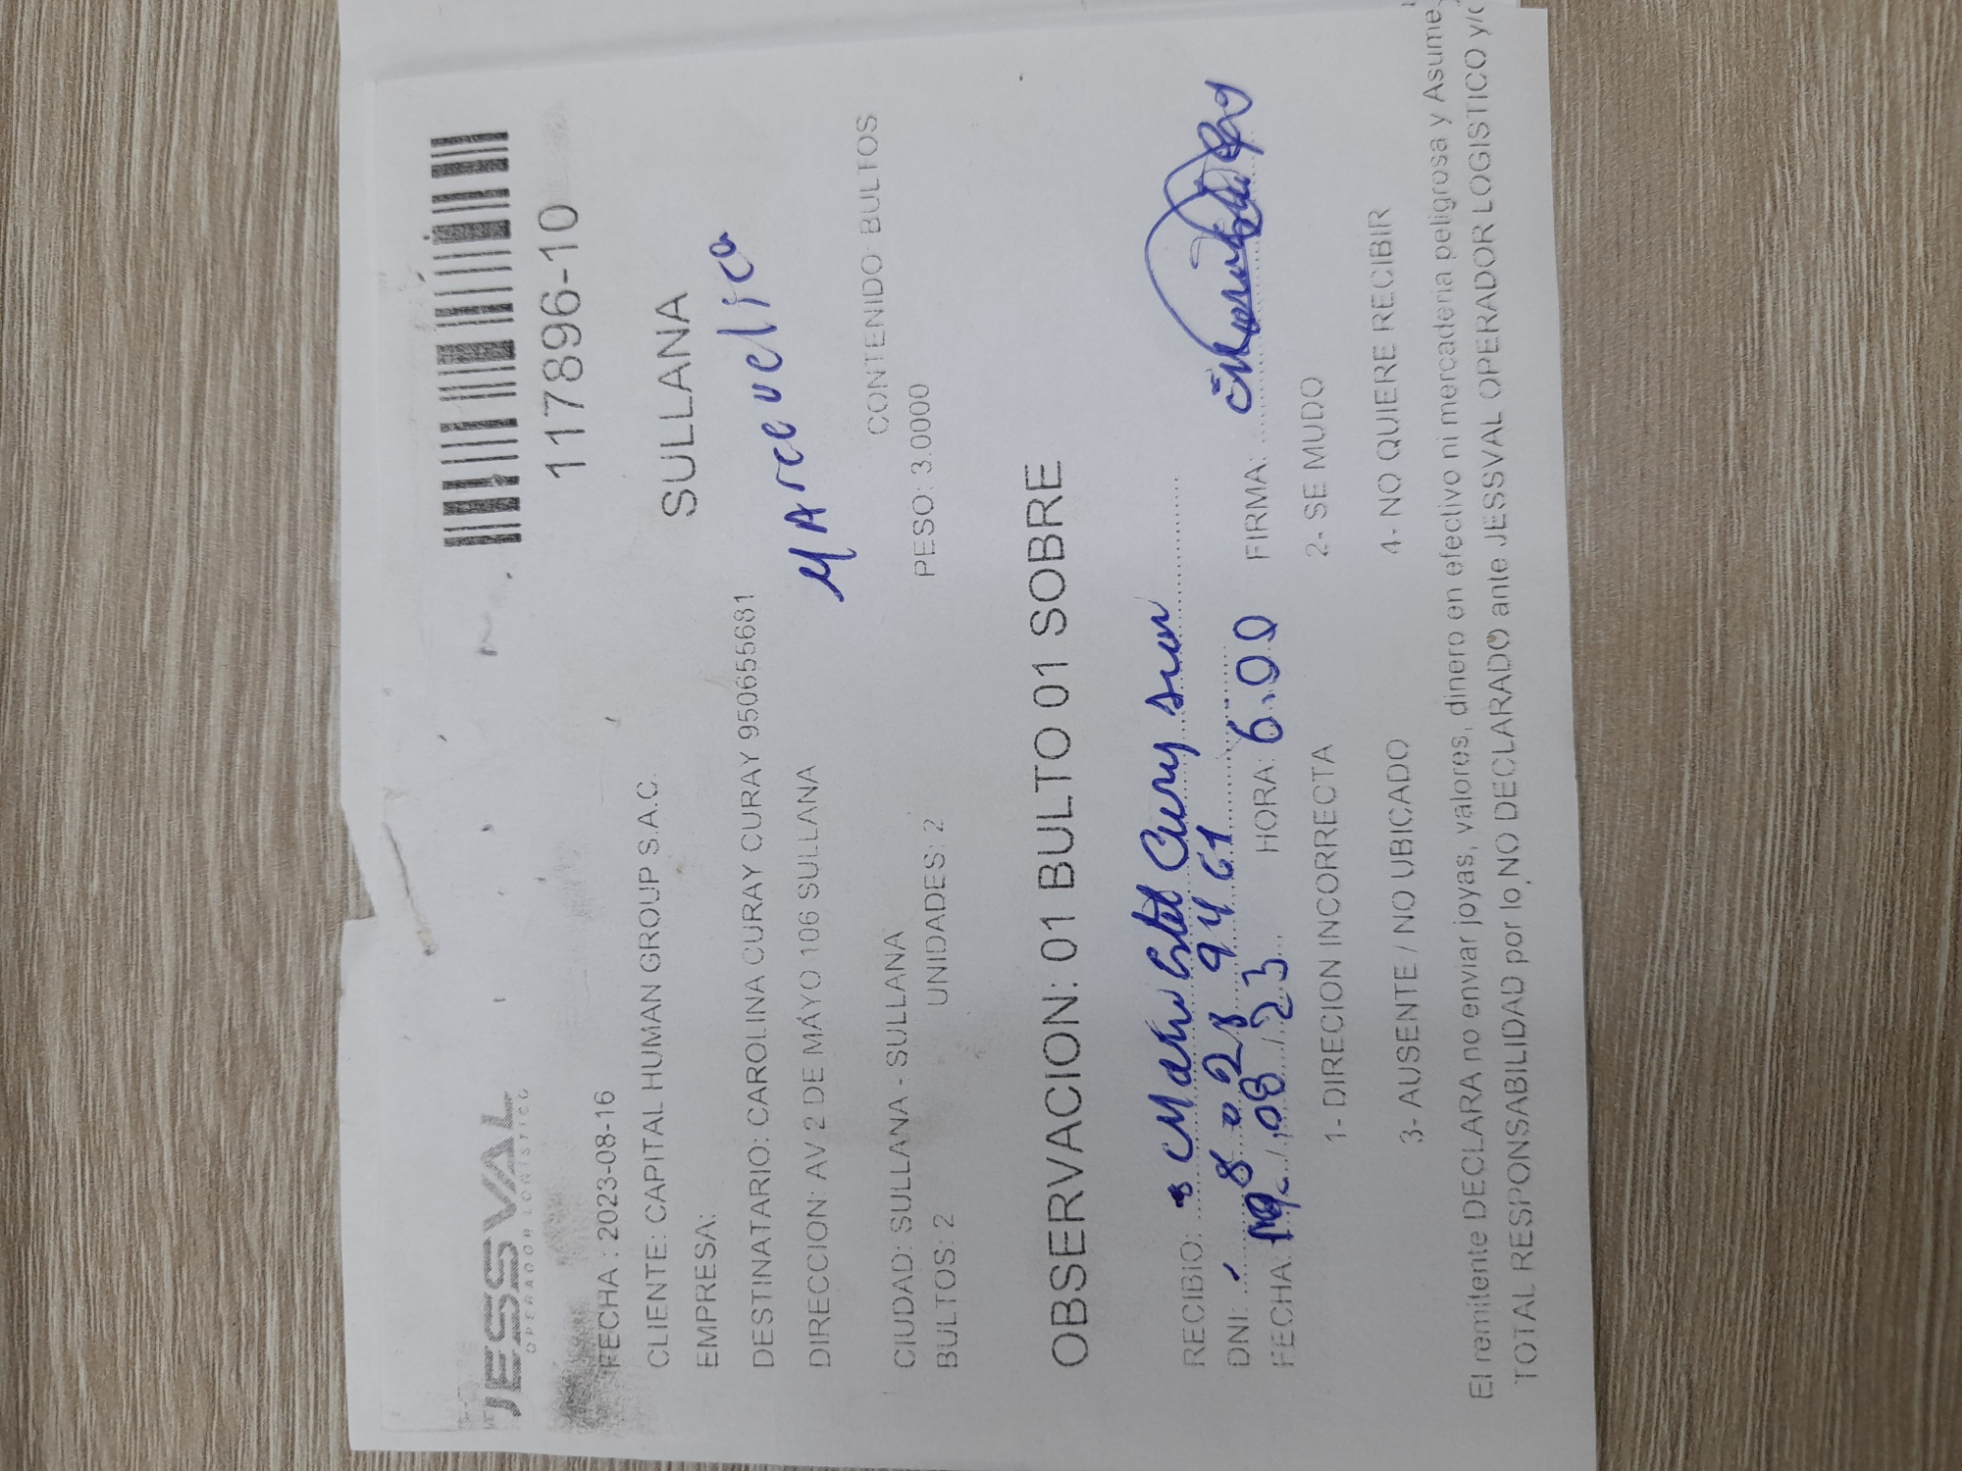 JESSVAL
OPERADOR LOGISTICO
117896-10
FECHA : 2023-08-16
CLIENTE: CAPITAL HUMAN GROUP S.A.C.
SULLANA
EMPRESA:
Marcavelica
DESTINATARIO: CAROLINA CURAY CURAY 950655681
DIRECCION: AV 2 DE MAYO 106 SULLANA
CONTENIDO: BULTOS
CIUDAD: SULLANA - SULLANA
BULTOS: 2 UNIDADES: 2 PESO: 3.0000
OBSERVACION: 01 BULTO 01 SOBRE
RECIBIO:
DNI:
FECHA: /08/23 HORA: 6:00 FIRMA:
1- DIRECION INCORRECTA 2- SE MUDO
3- AUSENTE / NO UBICADO 4- NO QUIERE RECIBIR
El remitente DECLARA no enviar joyas, valores, dinero en efectivo ni mercaderia peligrosa y Asume
TOTAL RESPONSABILIDAD por lo NO DECLARADO ante JESSVAL OPERADOR LOGISTICO